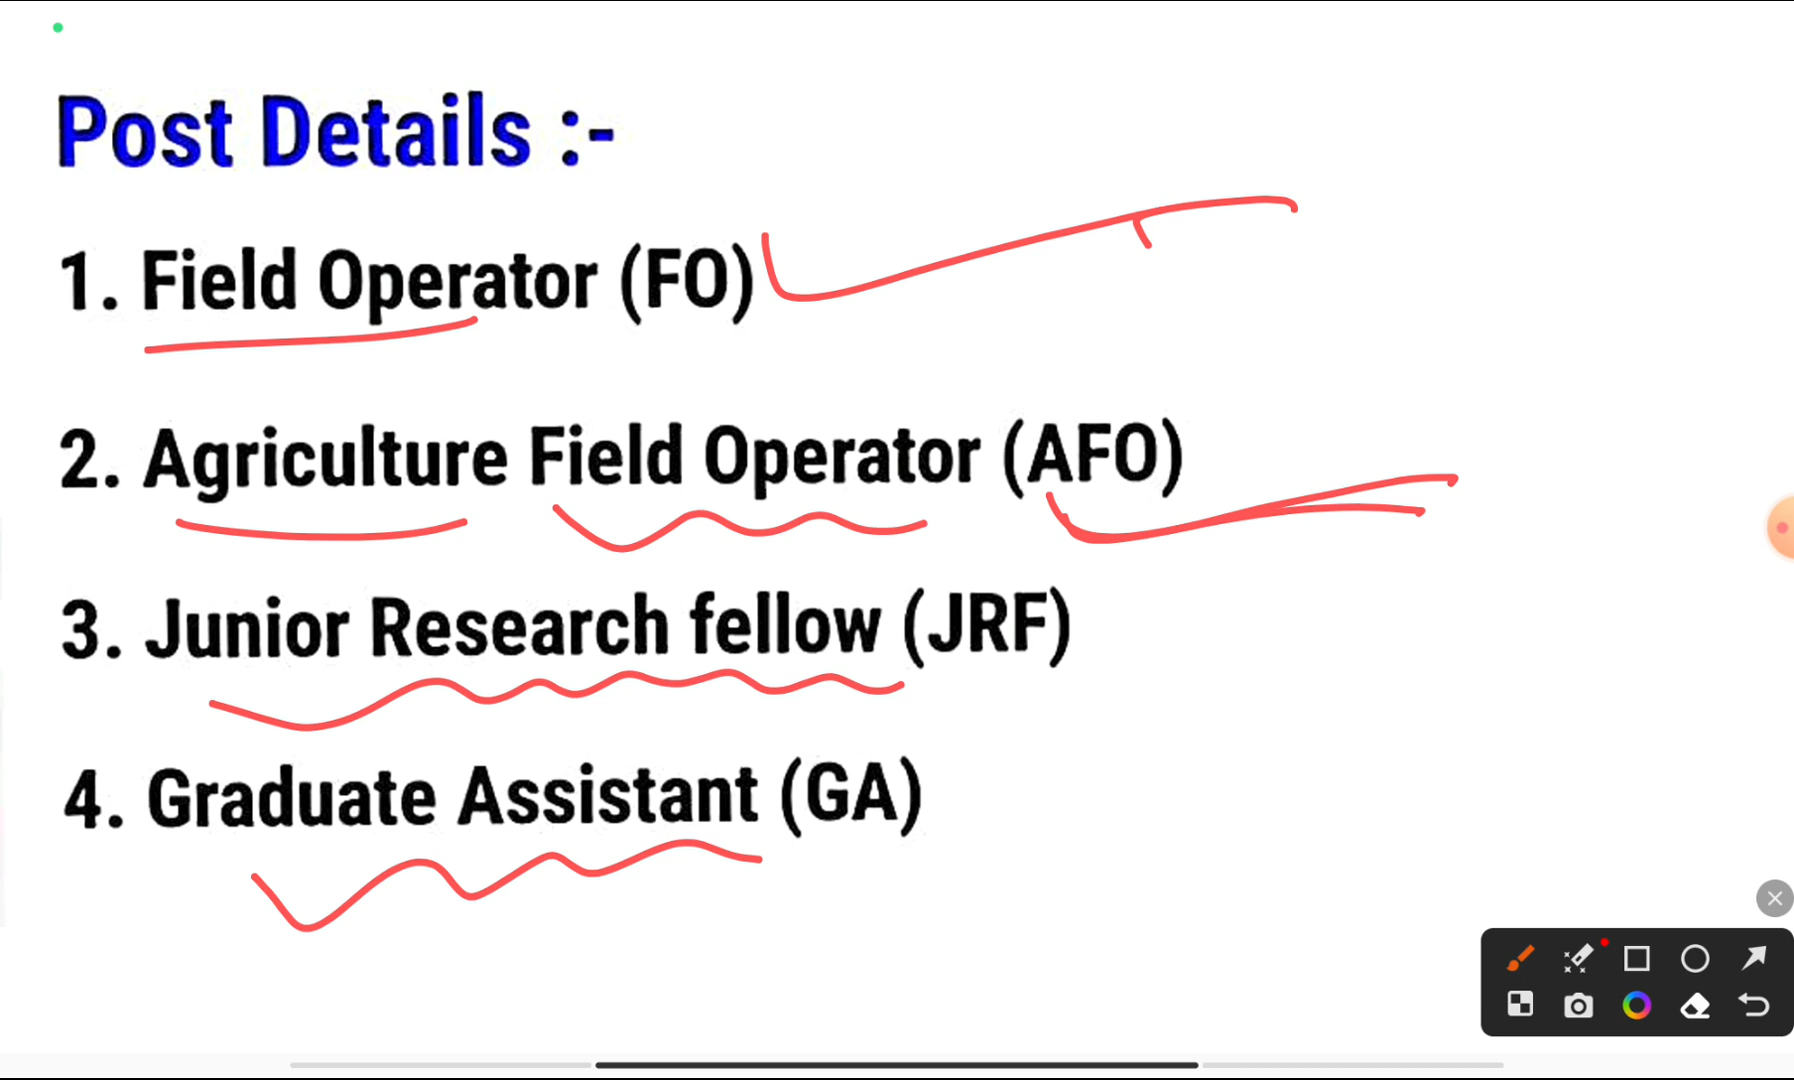 Post Details :-
1. Field Operator (FO)
2. Agriculture Field Operator (AFO)
3. Junior Research fellow (JRF)
4. Graduate Assistant (GA)